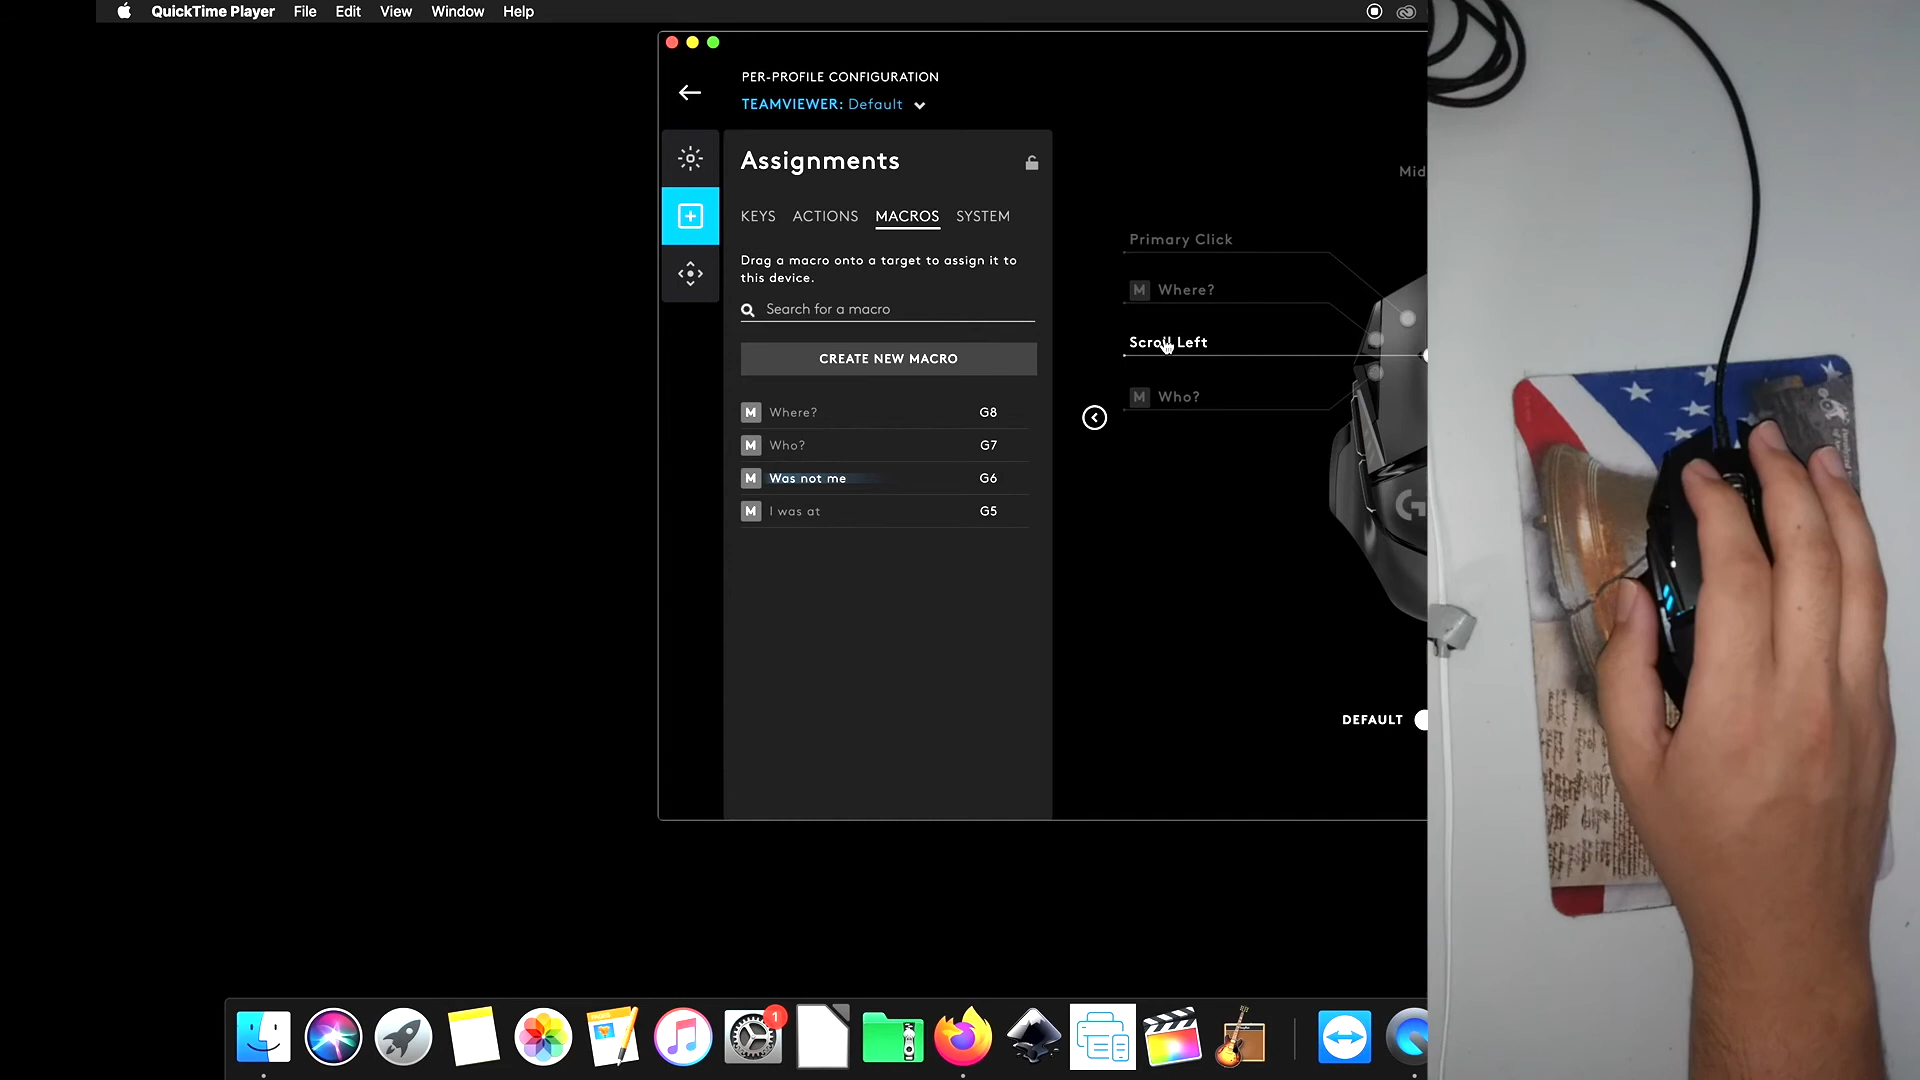 QuickTime Player File Edit View Window Help
PER-PROFILE CONFIGURATION
TEAMVIEWER: Default
Assignments
KEYS ACTIONS MACROS SYSTEM
Drag a macro onto a target to assign it to
this device.
Search for a macro
CREATE NEW MACRO
M Where? G8
M Who? G7
M Was not me G6
M I was at G5
Mid
Primary Click
M Where?
Scroll Left
M Who?
DEFAULT
1